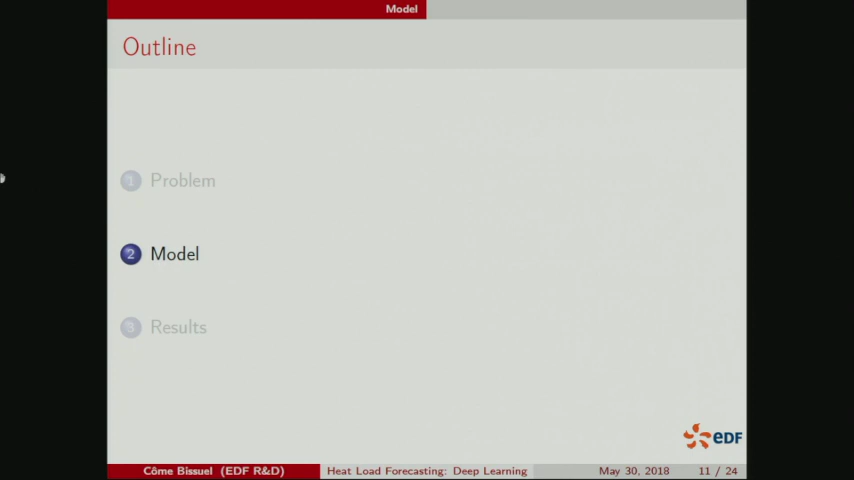 Model
Outline
1 Problem
2 Model
3 Results
EDF
Côme Bissuel (EDF R&D) Heat Load Forecasting: Deep Learning May 30, 2018 11 / 24